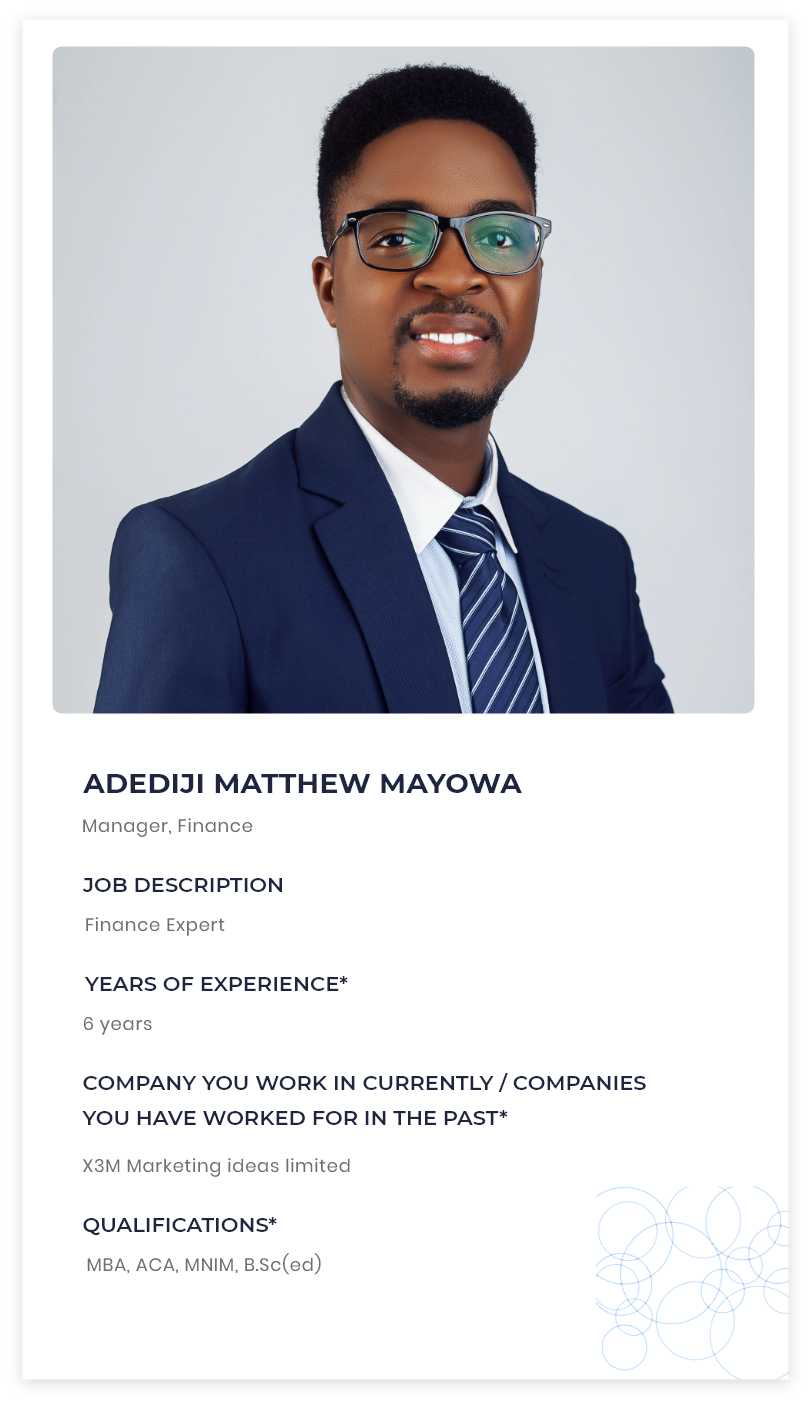 ADEDIJI MATTHEW MAYOWA
Manager, Finance
JOB DESCRIPTION
Finance Expert
YEARS OF EXPERIENCE*
6 years
COMPANY YOU WORK IN CURRENTLY / COMPANIES
YOU HAVE WORKED FOR IN THE PAST*
X3M Marketing ideas limited
QUALIFICATIONS*
MBA, ACA, MNIM, B.Sc(ed)